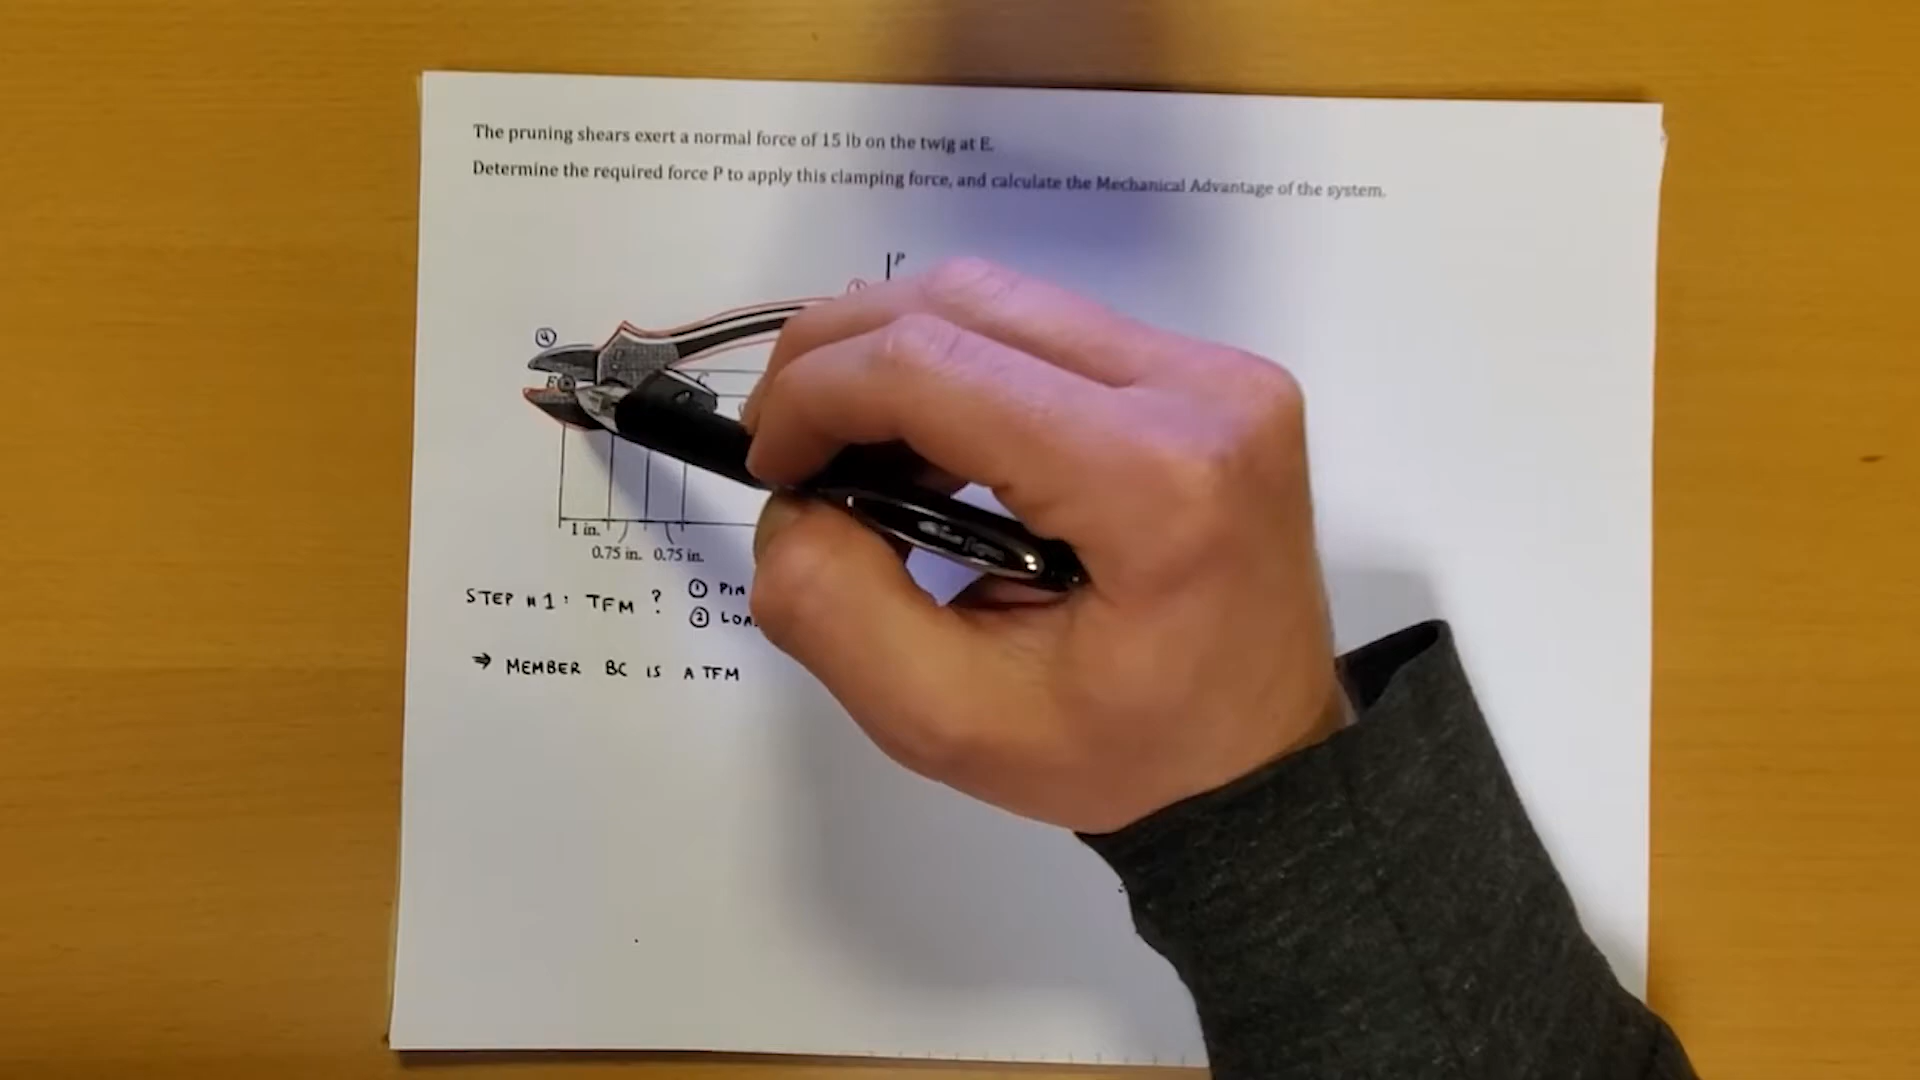 The pruning shears exert a normal force of 15 lb on the twig at E.
Determine the required force P to apply this clamping force, and calculate the Mechanical Advantage of the system.
P
1
4
D
E
C
1 in.
0.75 in. 0.75 in.
STEP #1: TFM ? ① PIN
② LOA
⇒ MEMBER BC IS A TFM